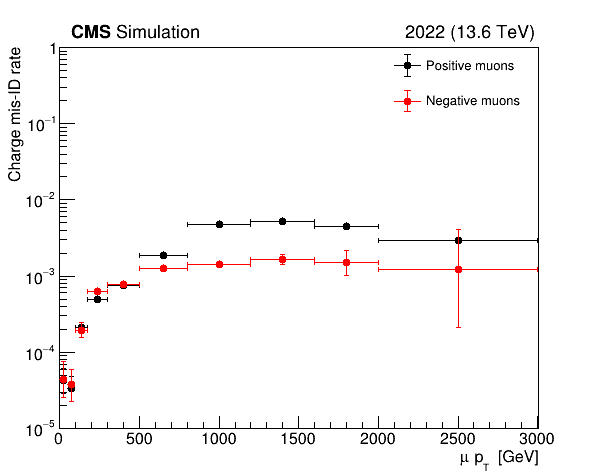 CMS Simulation 2022 (13.6 TeV)
Charge mis-ID rate
Positive muons
Negative muons
1
10⁻¹
10⁻²
10⁻³
10⁻⁴
10⁻⁵
0 500 1000 1500 2000 2500 3000
μ p_T [GeV]